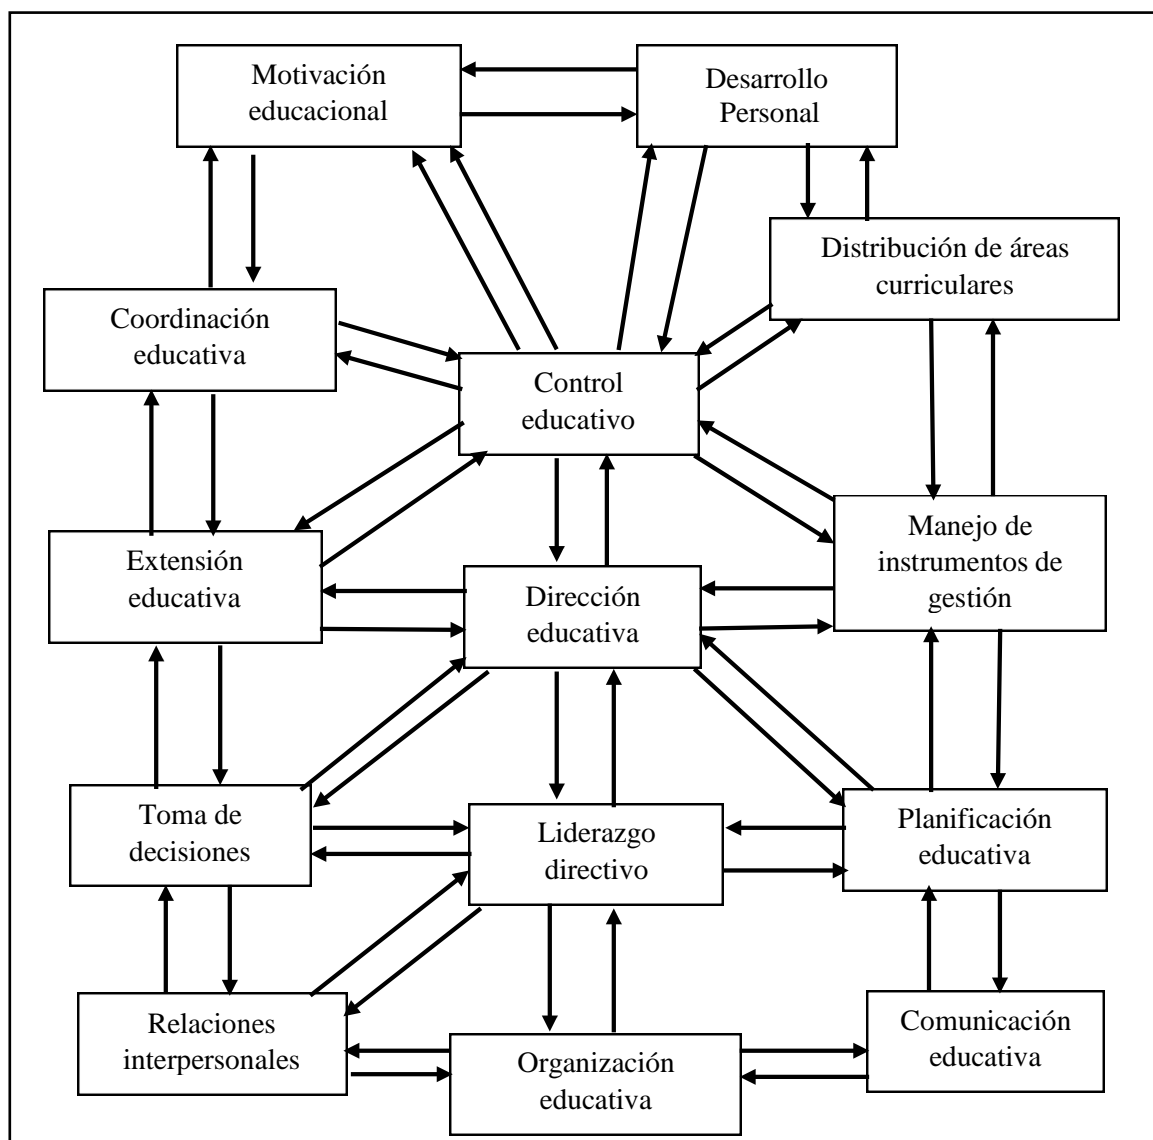 Motivación
educacional
Desarrollo
Personal
Distribución de áreas
curriculares
Coordinación
educativa
Control
educativo
Manejo de
instrumentos de
gestión
Extensión
educativa
Dirección
educativa
Toma de
decisiones
Liderazgo
directivo
Planificación
educativa
Relaciones
interpersonales
Organización
educativa
Comunicación
educativa